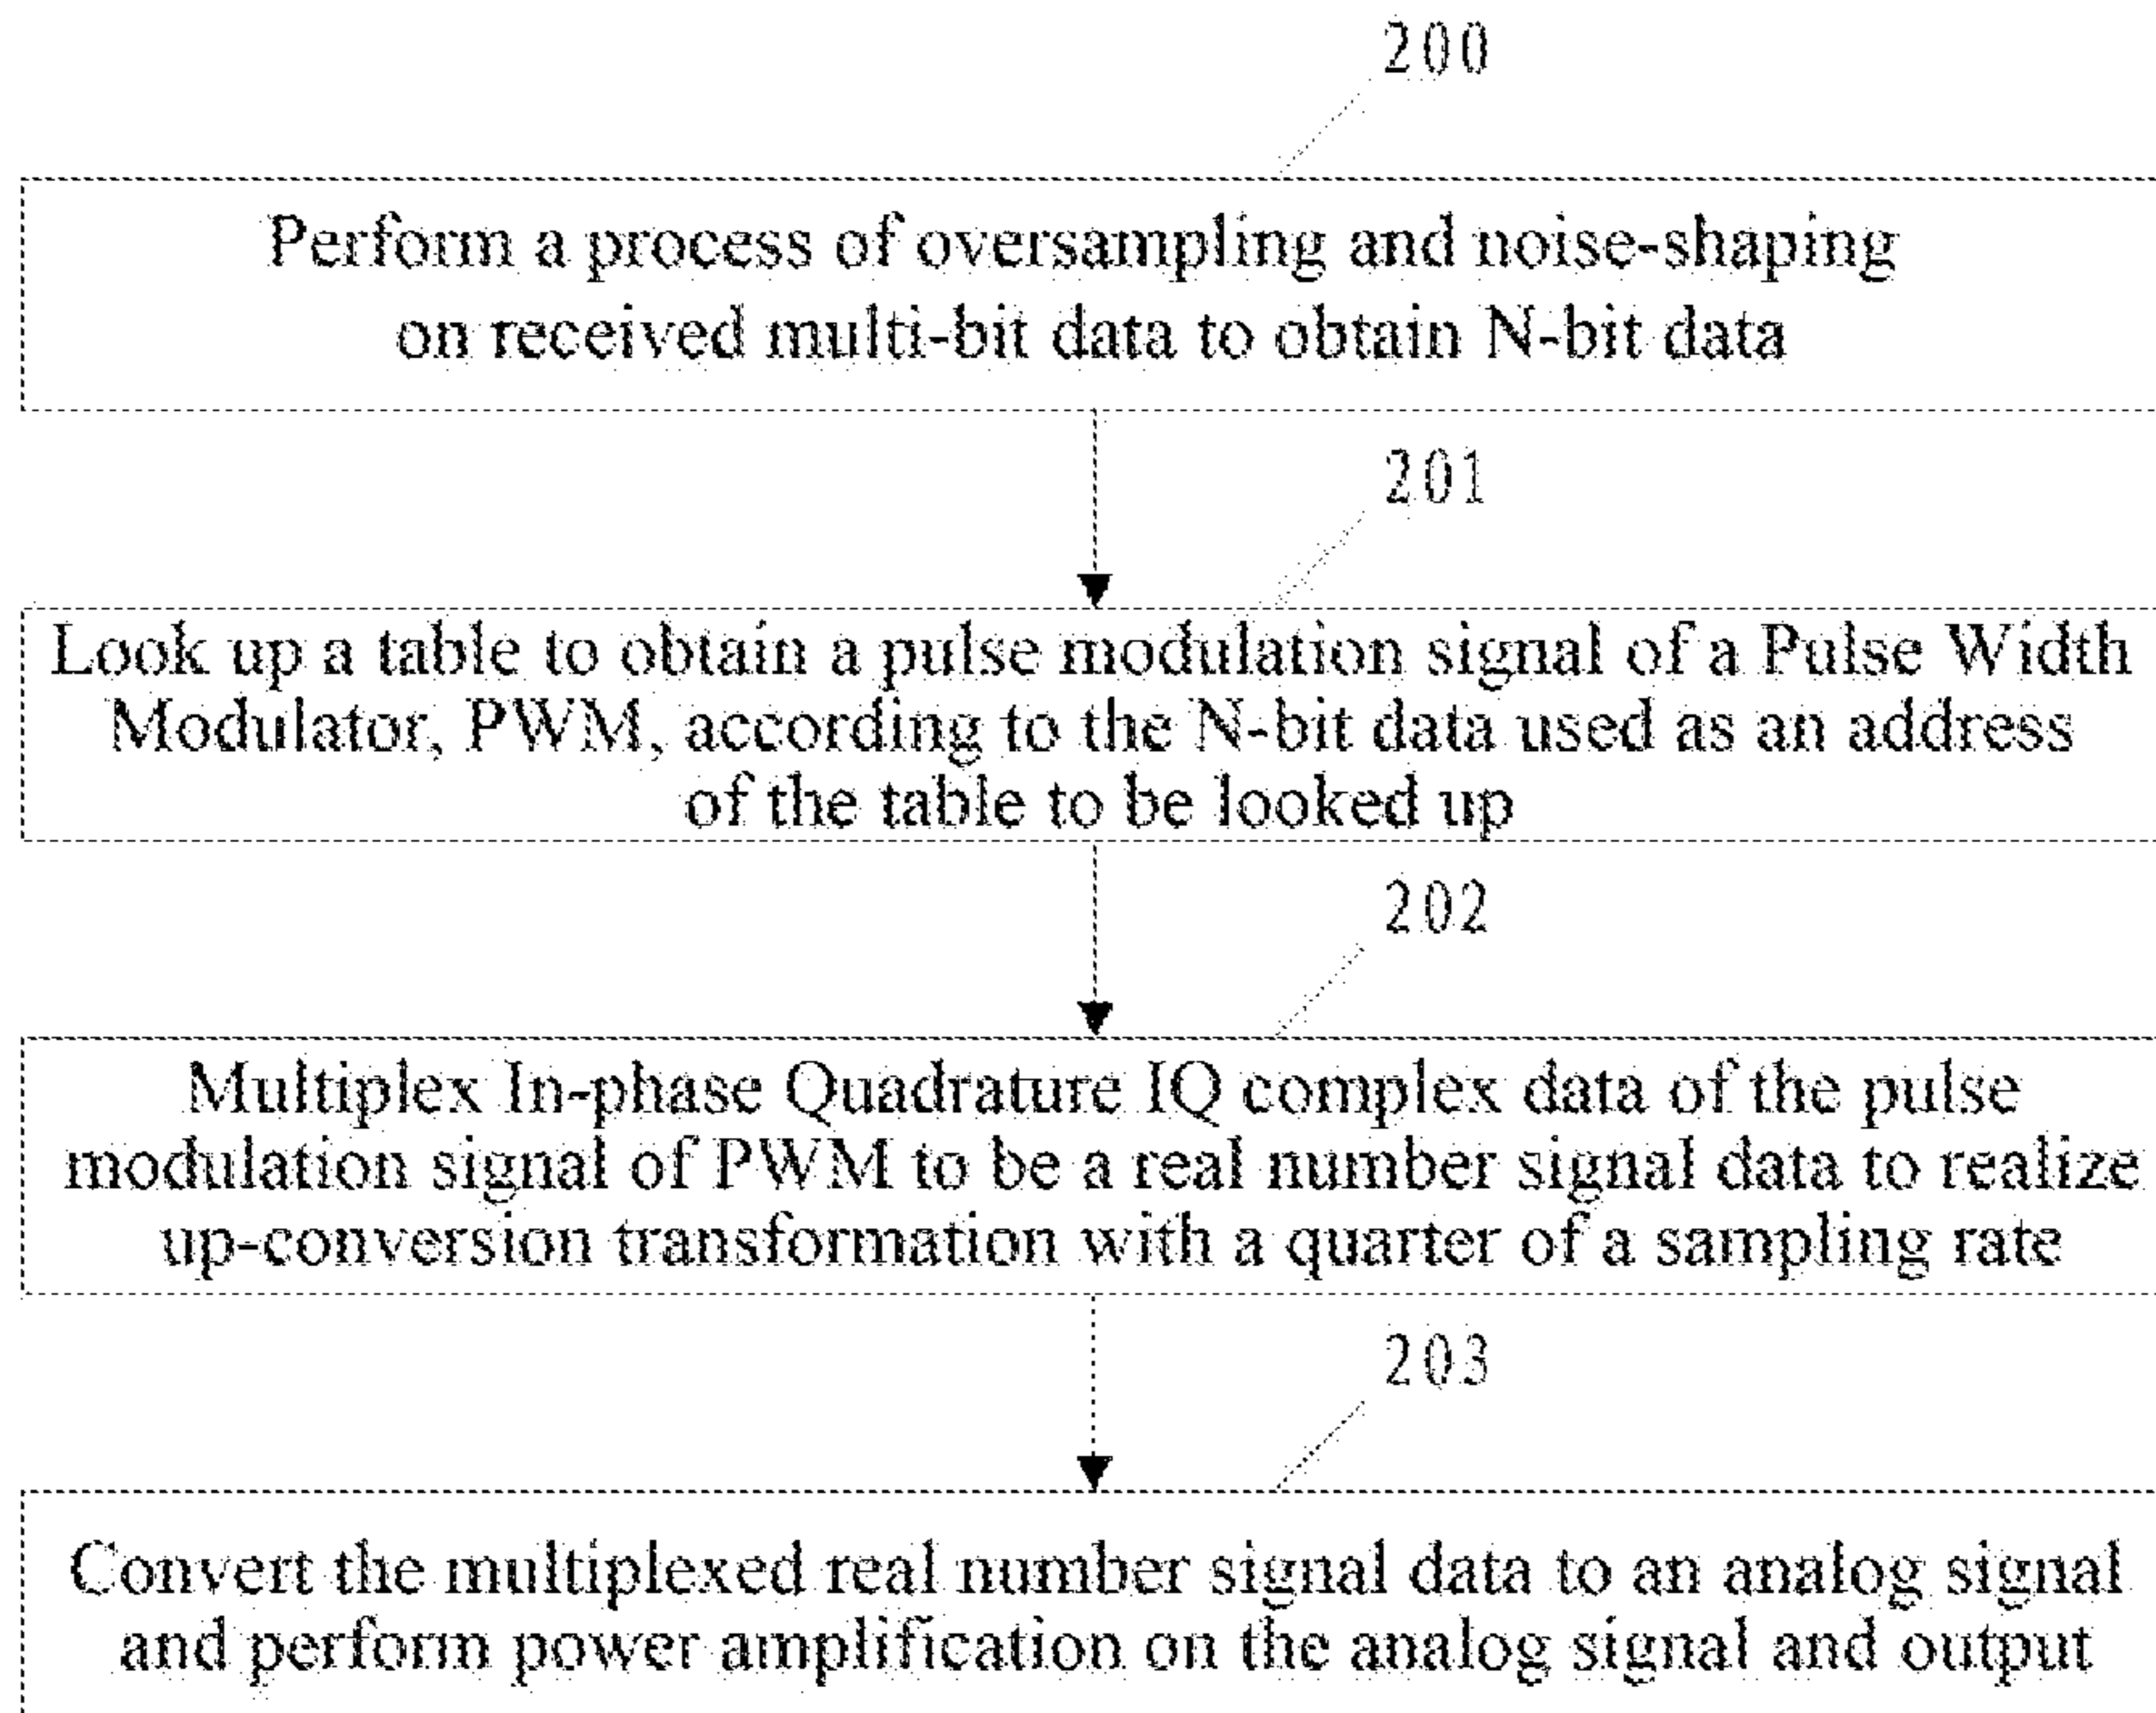 200
Perform a process of oversampling and noise-shaping
on received multi-bit data to obtain N-bit data
201
Look up a table to obtain a pulse modulation signal of a Pulse Width
Modulator, PWM, according to the N-bit data used as an address
of the table to be looked up
202
Multiplex In-phase Quadrature IQ complex data of the pulse
modulation signal of PWM to be a real number signal data to realize
up-conversion transformation with a quarter of a sampling rate
203
Convert the multiplexed real number signal data to an analog signal
and perform power amplification on the analog signal and output